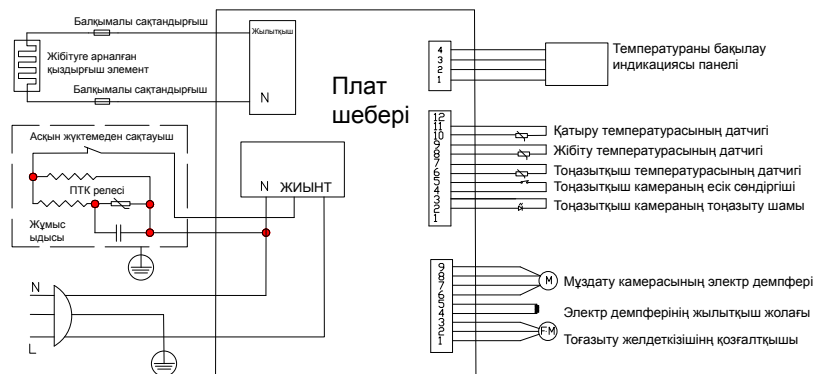 Балқымалы сақтандырғыш
Жібітуге арналған
қыздырғыш элемент
Балқымалы сақтандырғыш
Жылытқыш
N
Плат
шебері
4
3
2
1
Температураны бақылау
индикациясы панелі
Асқын жүктемеден сақтауыш
ПТК релесі
Жұмыс
ыдысы
N ЖИЫНТ
12
11
10
9
8
7
6
5
4
3
2
1
Қатыру температурасының датчигі
Жібіту температурасының датчигі
Тоңазытқыш температурасының датчигі
Тоңазытқыш камераның есік сөндіргіші
Тоңазытқыш камераның тоңазыту шамы
N
L
9
8
7
6
5
4
3
2
1
M
FM
Мұздату камерасының электр демпфері
Электр демпферінің жылытқыш жолағы
Тоғазыту желдеткізішінң козғалтқышы